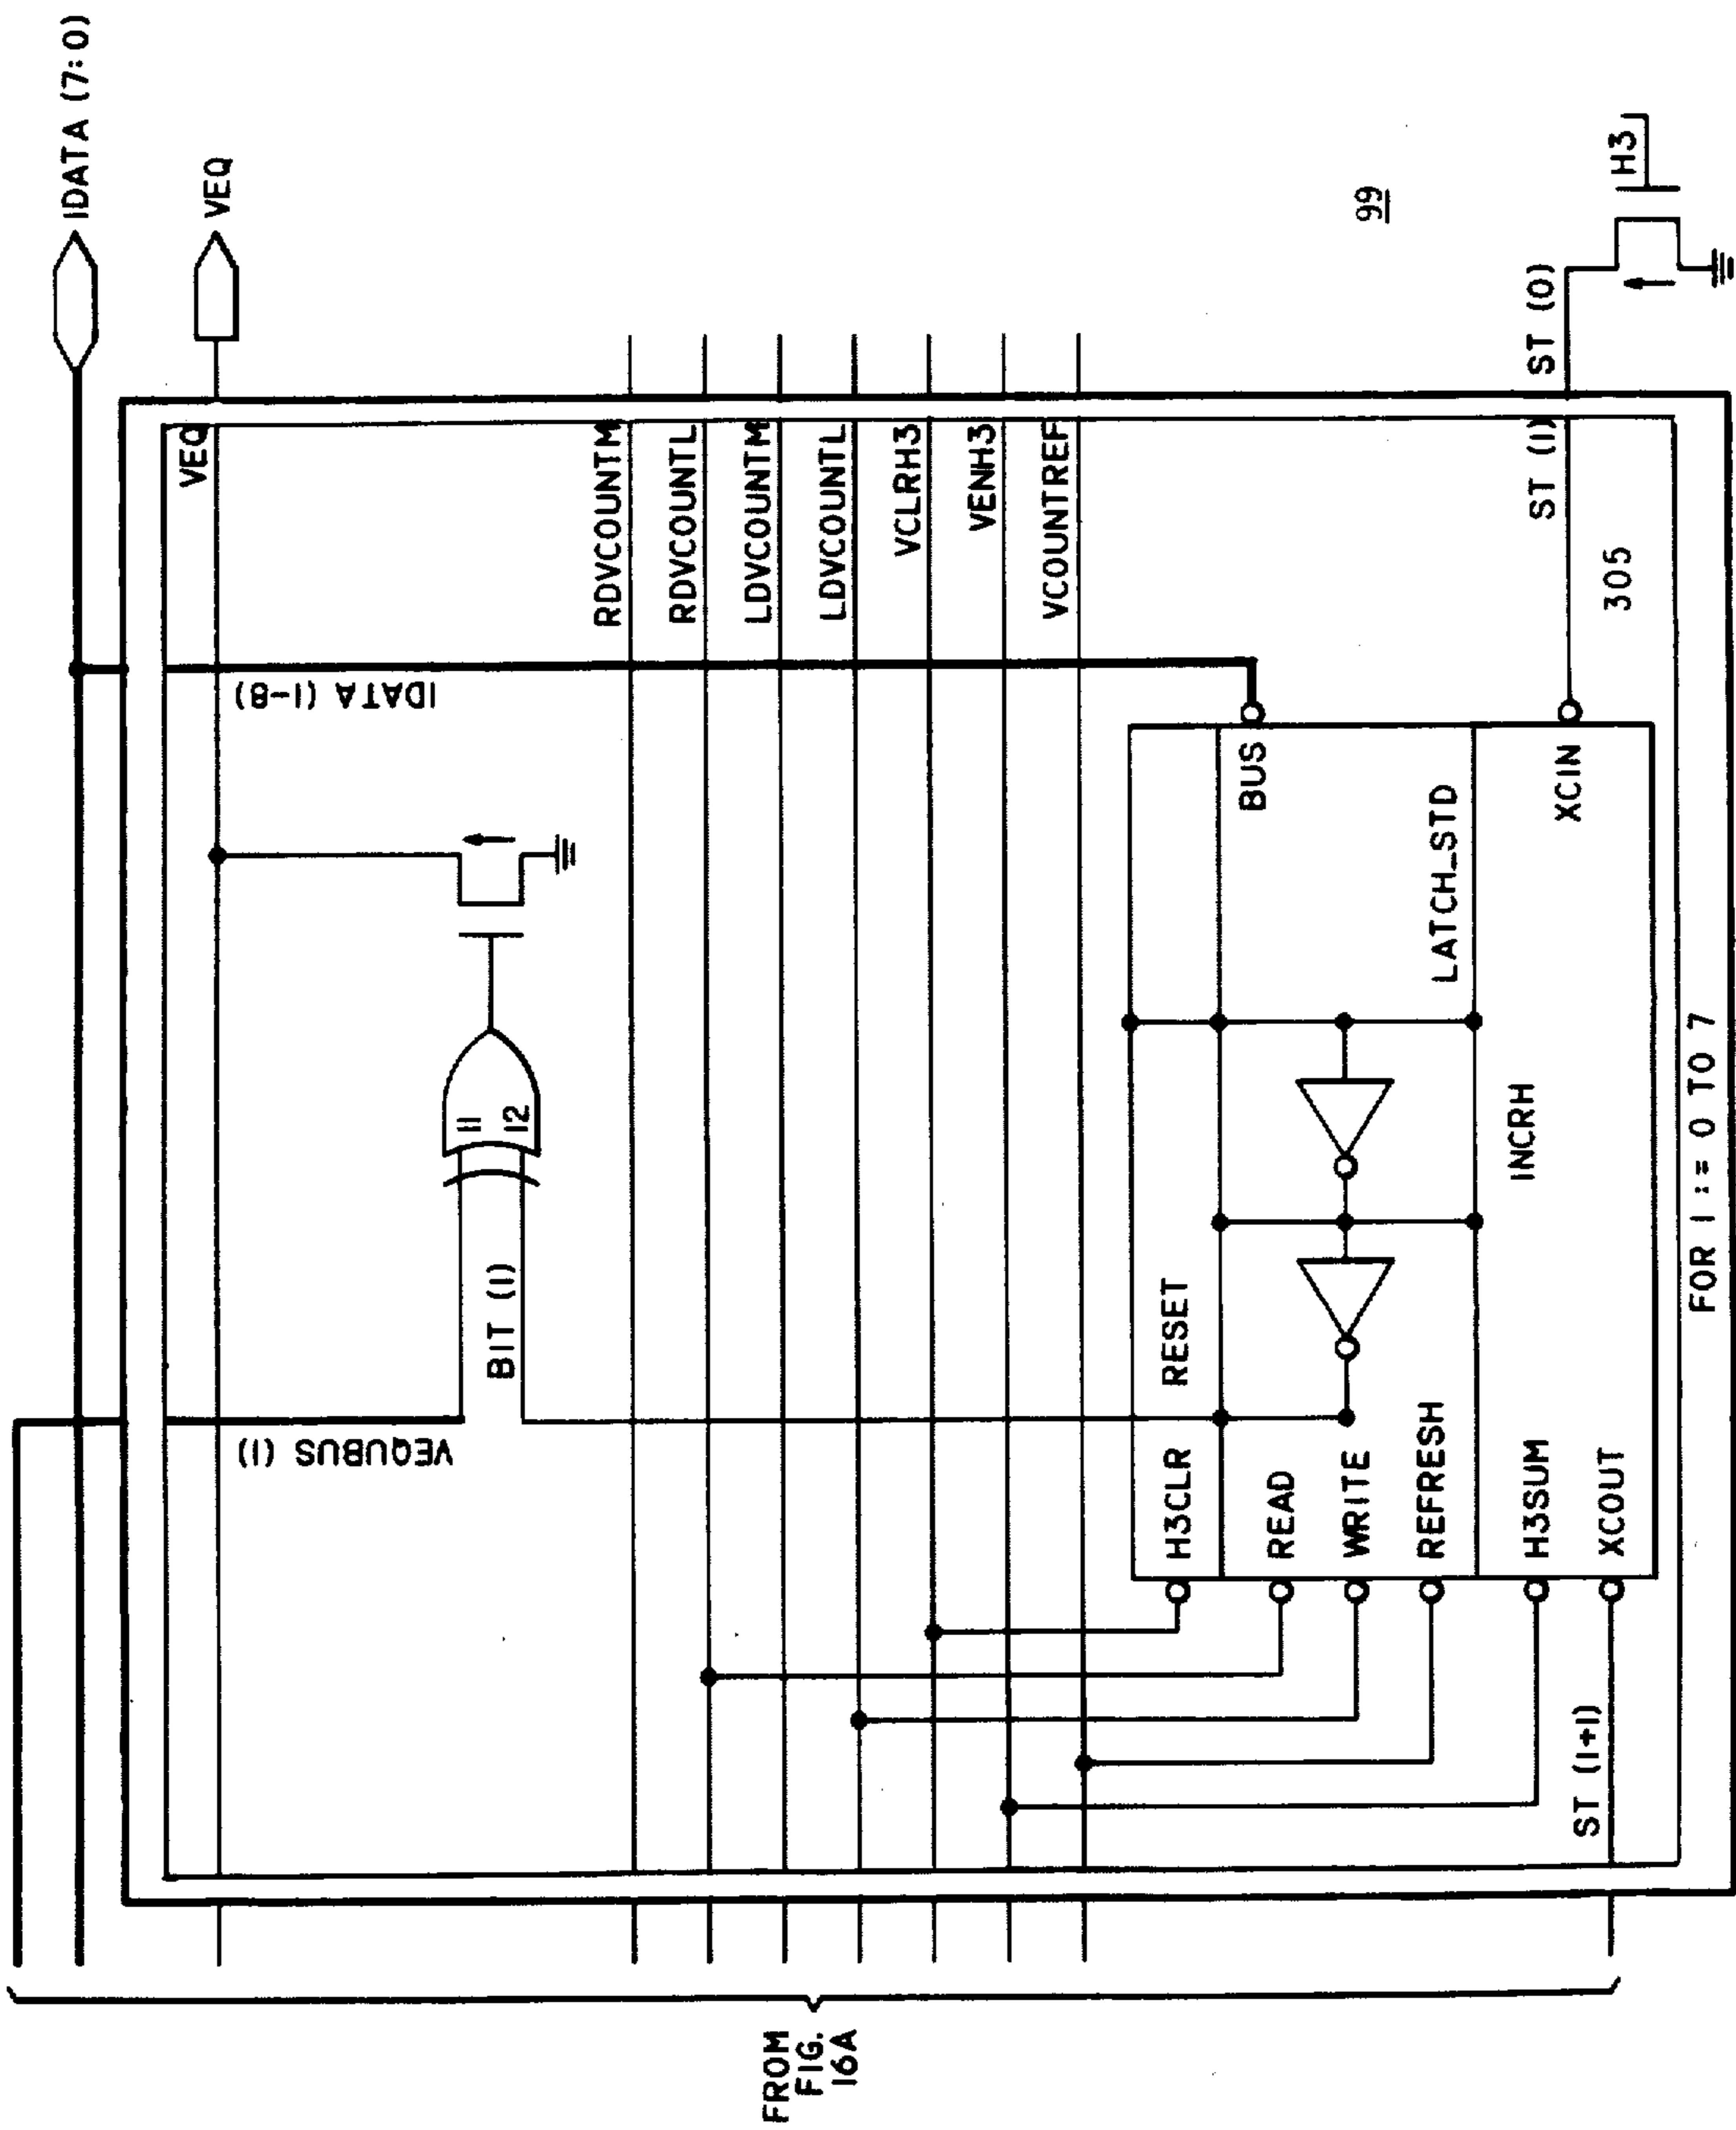 IDATA (7:0)
VEQ
VEQ
IDATA (I-8)
VEQUBUS (I)
I1
I2
BIT (I)
RDVCOUNTM
RDVCOUNTL
LDVCOUNTM
LDVCOUNTL
VCLRH3
VENH3
VCOUNTREF
H3CLR
RESET
READ
BUS
WRITE
REFRESH
LATCH_STD
H3SUM
INCRH
XCOUT
XCIN
ST (I+1)
ST (I)
ST (0)
H3
305
99
FOR I := 0 TO 7
FROM
FIG.
16A